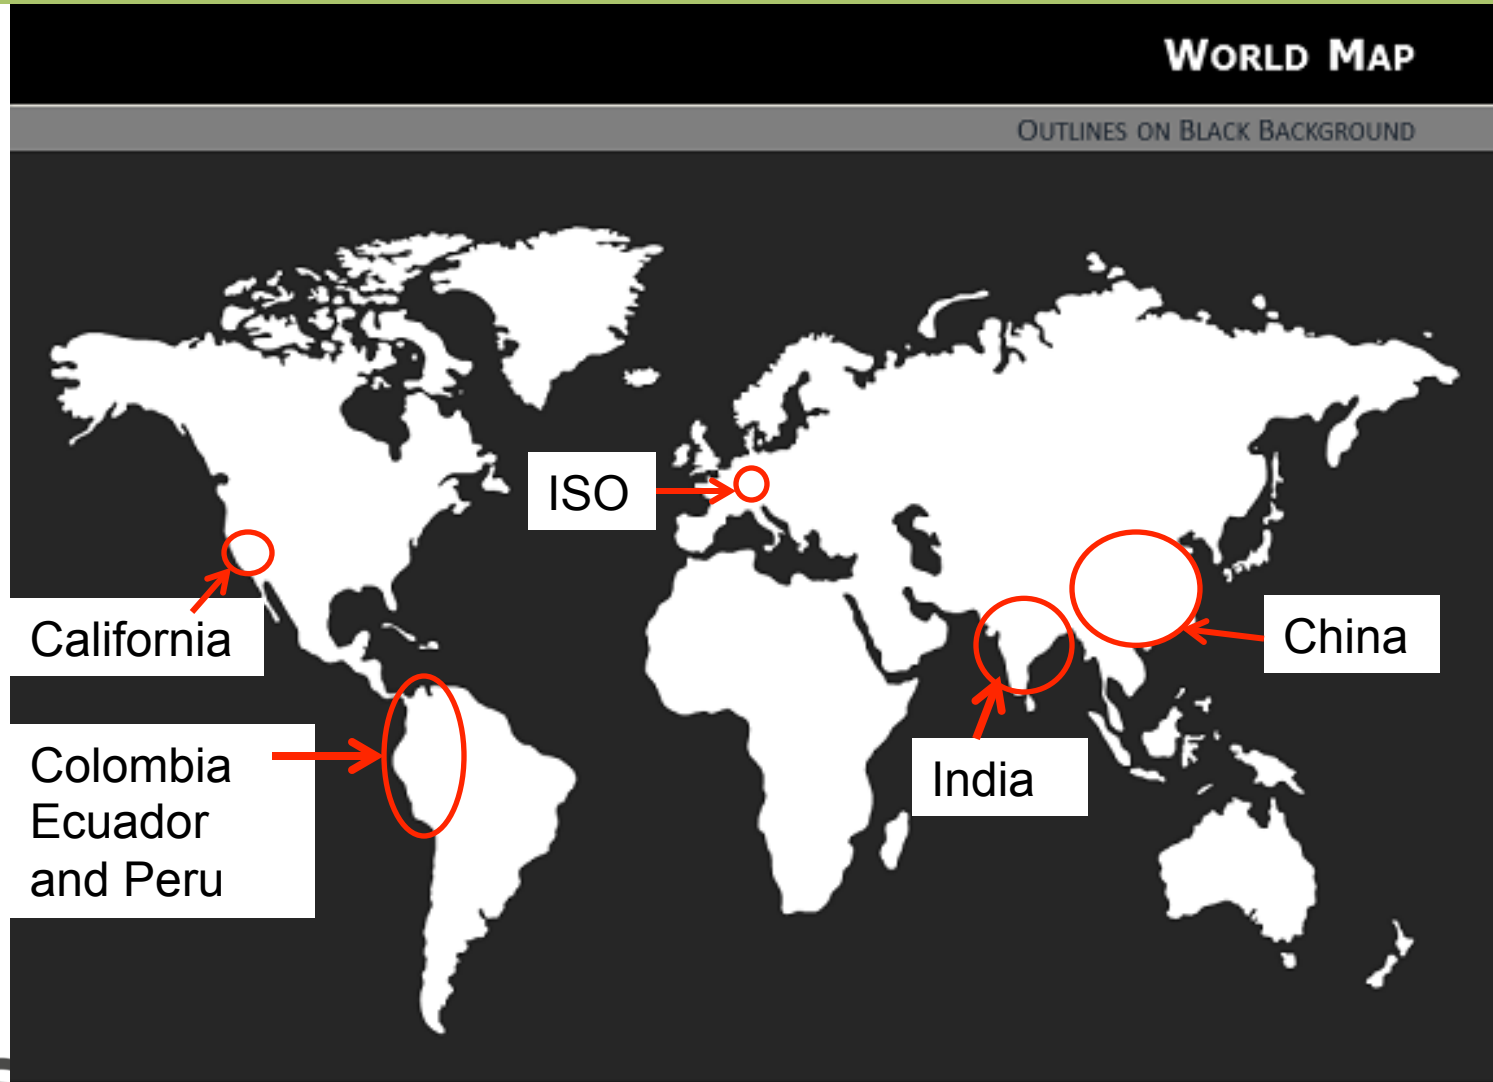 WORLD MAP
OUTLINES ON BLACK BACKGROUND
ISO
California
China
Colombia
Ecuador
and Peru
India